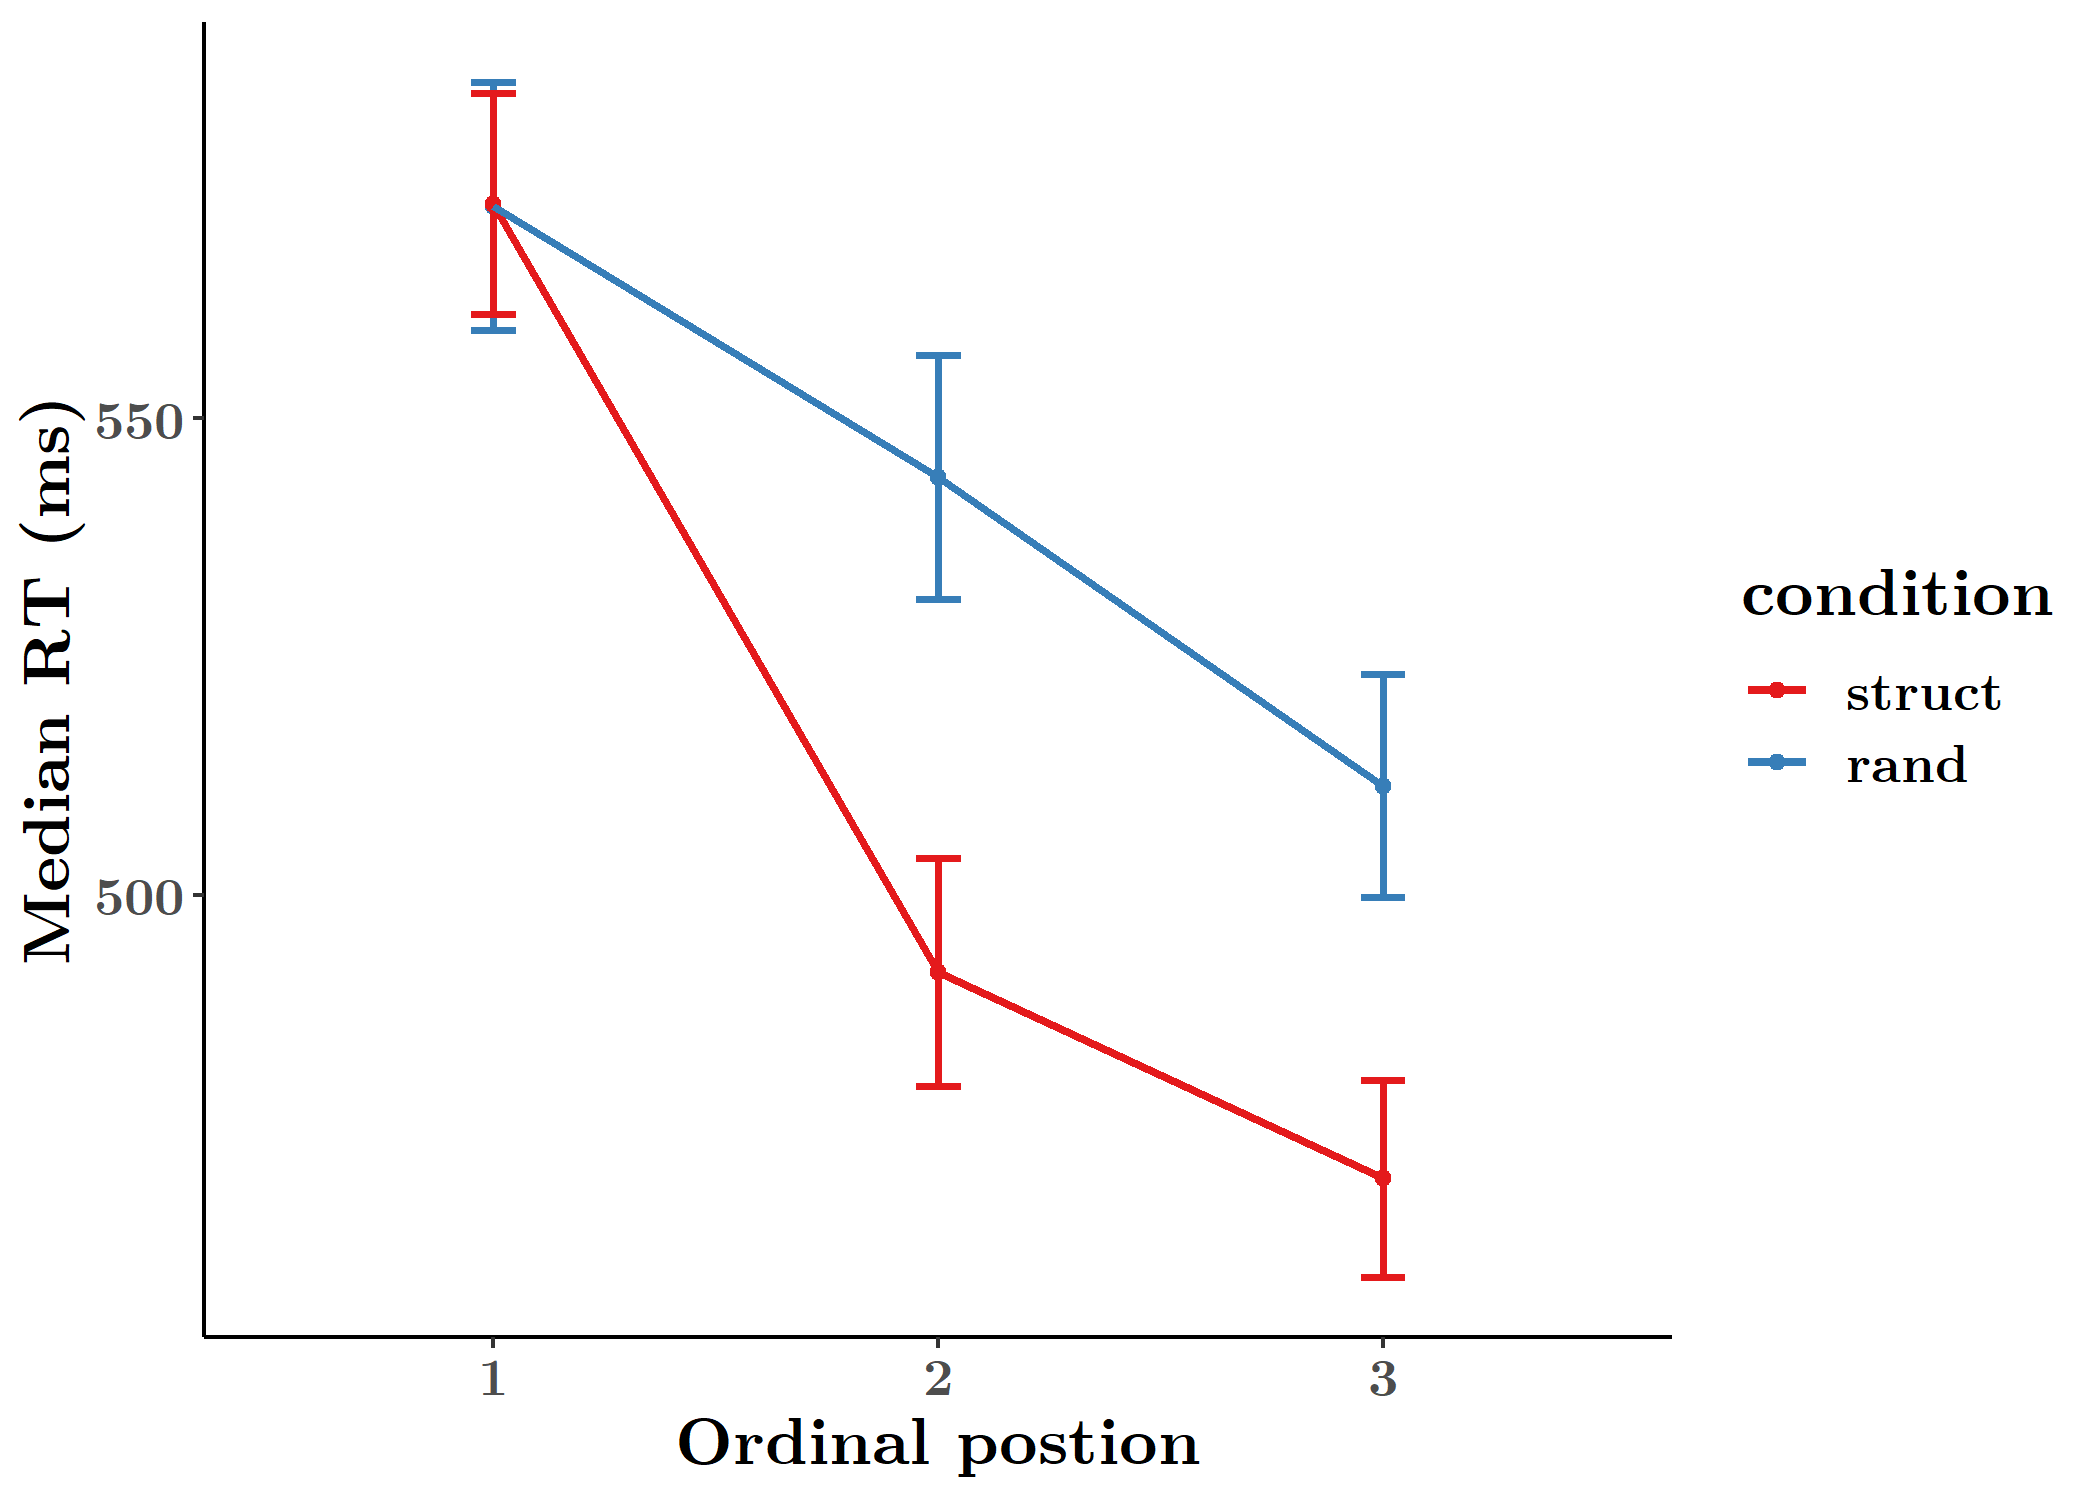 Median RT (ms)
550
500
1 2 3
Ordinal postion
condition
struct
rand